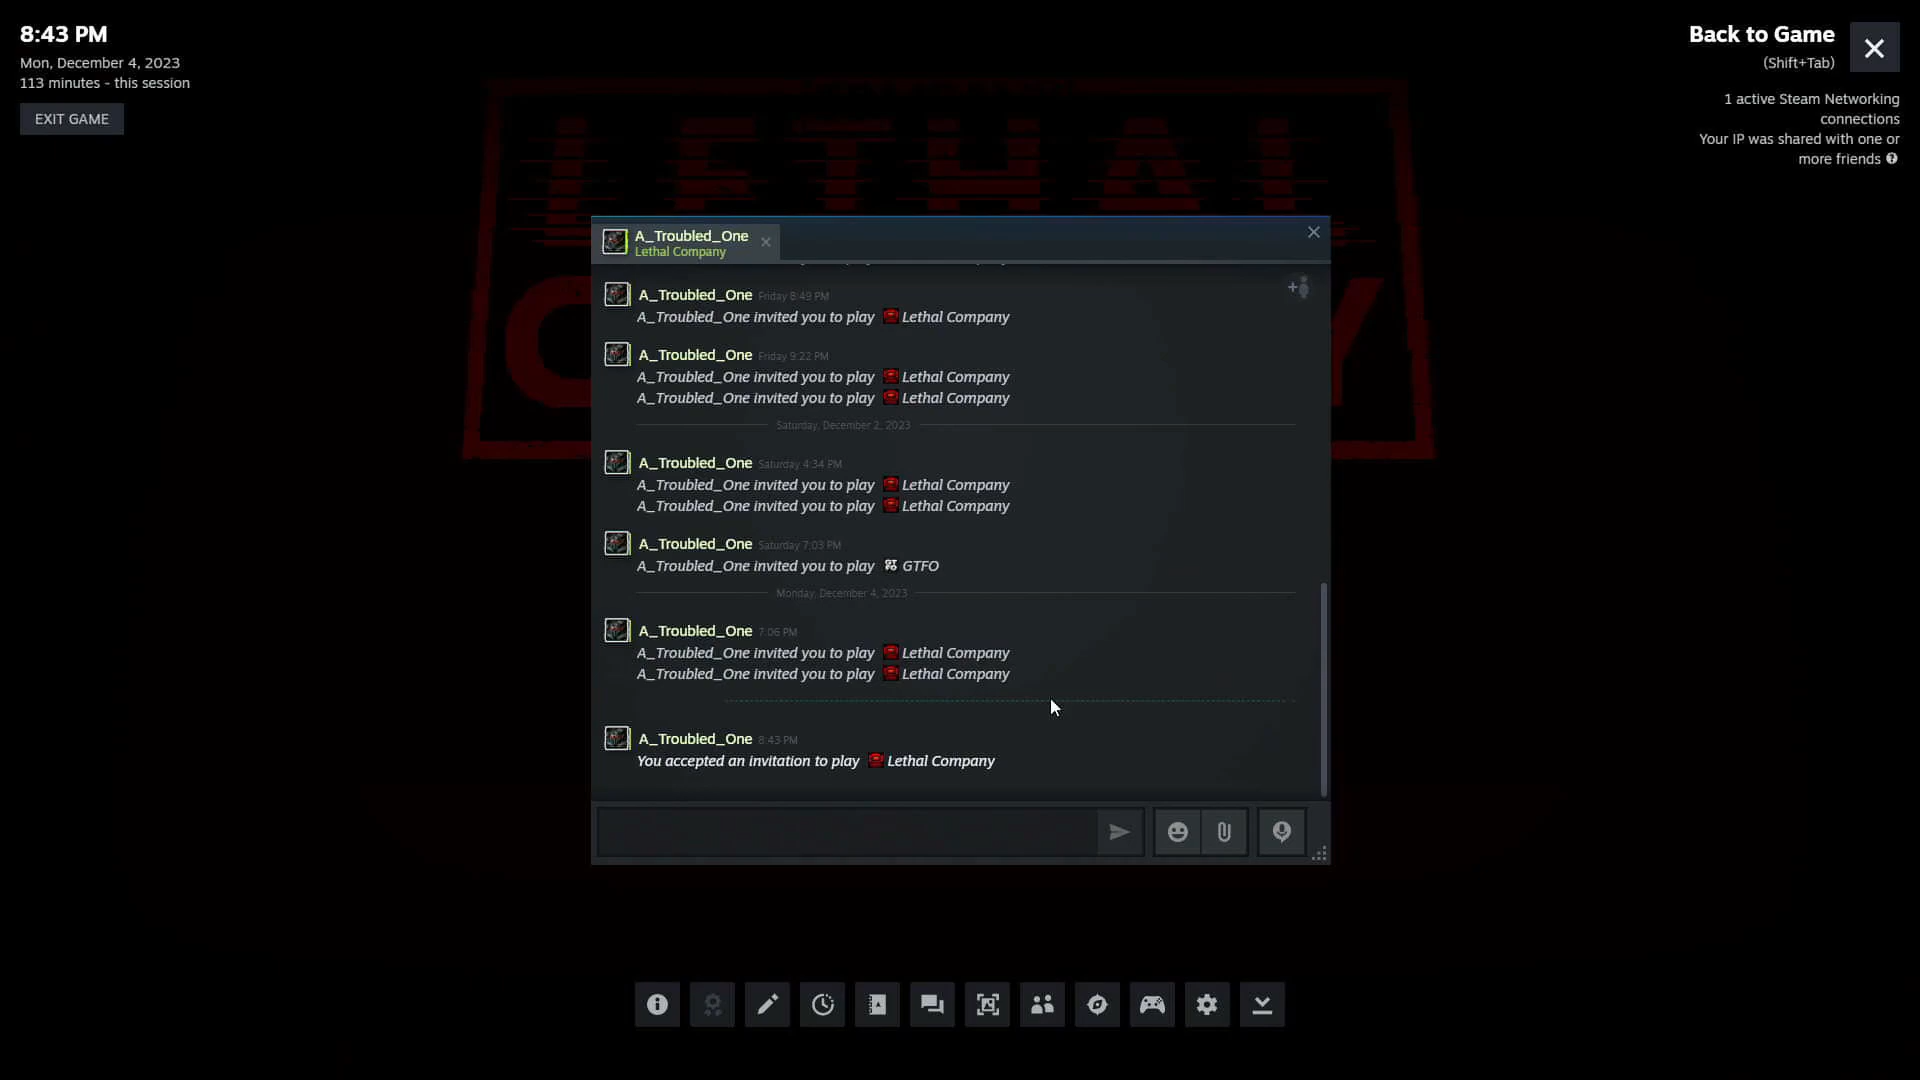 8:43 PM
Mon, December 4, 2023
113 minutes - this session
EXIT GAME
Back to Game
(Shift+Tab)
1 active Steam Networking
connections
Your IP was shared with one or
more friends
LETHAL
A_Troubled_One
Lethal Company
A_Troubled_One Friday 8:49 PM
A_Troubled_One invited you to play Lethal Company
A_Troubled_One Friday 9:22 PM
A_Troubled_One invited you to play Lethal Company
A_Troubled_One invited you to play Lethal Company
Saturday, December 2, 2023
A_Troubled_One Saturday 4:34 PM
A_Troubled_One invited you to play Lethal Company
A_Troubled_One invited you to play Lethal Company
A_Troubled_One Saturday 7:03 PM
A_Troubled_One invited you to play GTFO
Monday, December 4, 2023
A_Troubled_One 7:06 PM
A_Troubled_One invited you to play Lethal Company
A_Troubled_One invited you to play Lethal Company
A_Troubled_One 8:43 PM
You accepted an invitation to play Lethal Company